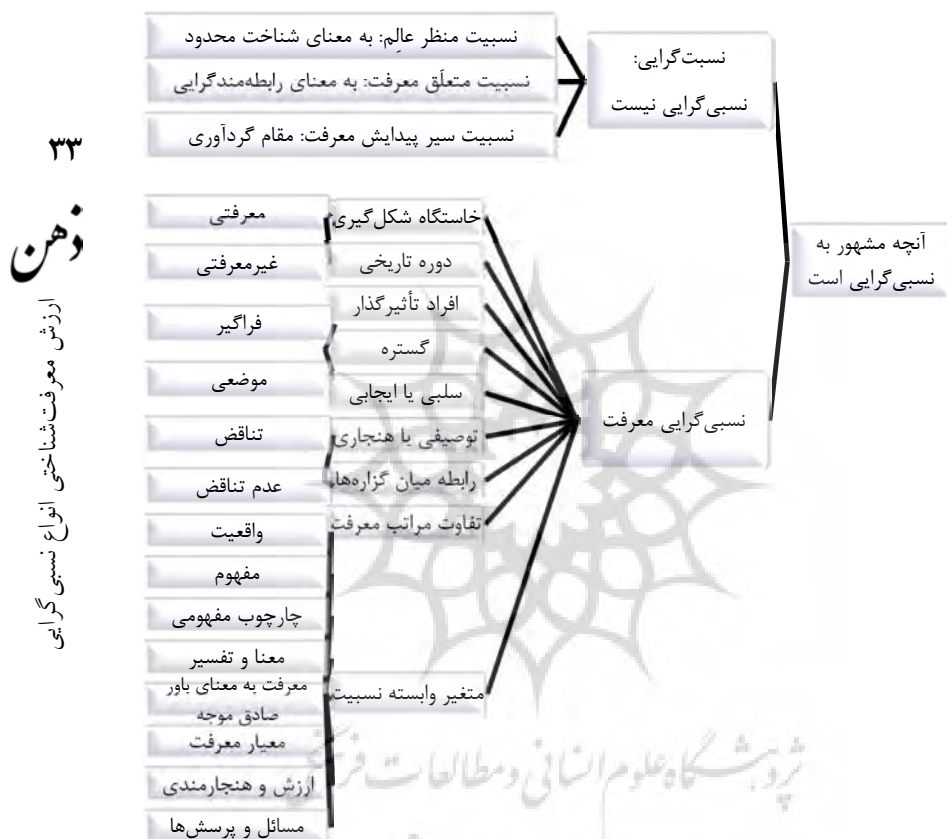 ۳۳
ذهن
ارزش معرفت‌شناختی انواع نسبی گرایی
آنچه مشهور به
نسبی‌گرایی است
نسبت‌گرایی:
نسبی‌گرایی نیست
نسبیت منظر عالِم: به معنای شناخت محدود
نسبیت متعلَق معرفت: به معنای رابطه‌مندگرایی
نسبیت سیر پیدایش معرفت: مقام گردآوری
نسبی‌گرایی معرفت
خاستگاه شکل‌گیری
دوره تاریخی
افراد تأثیرگذار
گستره
سلبی یا ایجابی
توصیفی یا هنجاری
رابطه میان گزاره‌ها
تفاوت مراتب معرفت
متغیر وابسته نسبیت
معرفتی
غیرمعرفتی
فراگیر
موضعی
تناقض
عدم تناقض
واقعیت
مفهوم
چارچوب مفهومی
معنا و تفسیر
معرفت به معنای باور
صادق موجه
معیار معرفت
ارزش و هنجارمندی
مسائل و پرسش‌ها
پژوهشگاه علوم انسانی و مطالعات فرهنگی